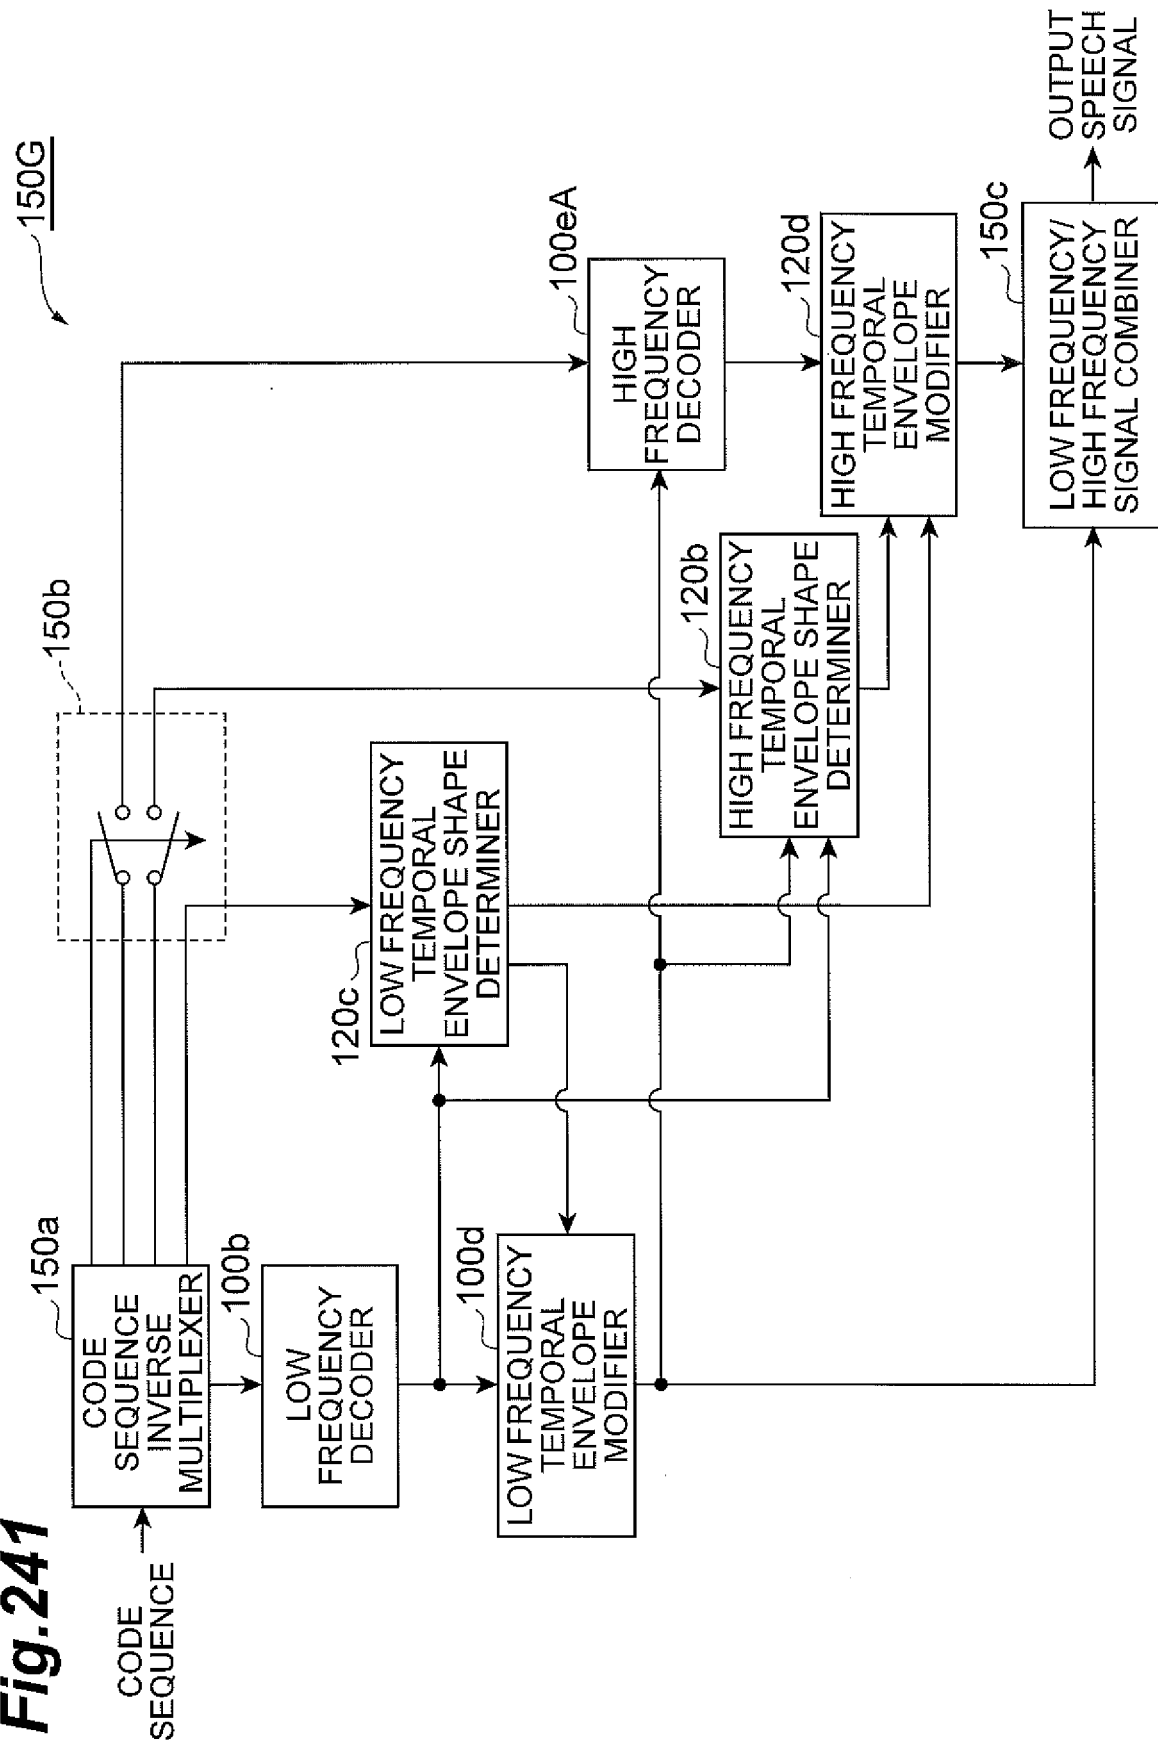 Fig.241
150G
CODE
SEQUENCE
150a
CODE
SEQUENCE
INVERSE
MULTIPLEXER
150b
100b
LOW
FREQUENCY
DECODER
120c
LOW FREQUENCY
TEMPORAL
ENVELOPE SHAPE
DETERMINER
100d
LOW FREQUENCY
TEMPORAL
ENVELOPE
MODIFIER
100eA
HIGH
FREQUENCY
DECODER
120b
HIGH FREQUENCY
TEMPORAL
ENVELOPE SHAPE
DETERMINER
120d
HIGH FREQUENCY
TEMPORAL
ENVELOPE
MODIFIER
150c
LOW FREQUENCY/
HIGH FREQUENCY
SIGNAL COMBINER
OUTPUT
SPEECH
SIGNAL